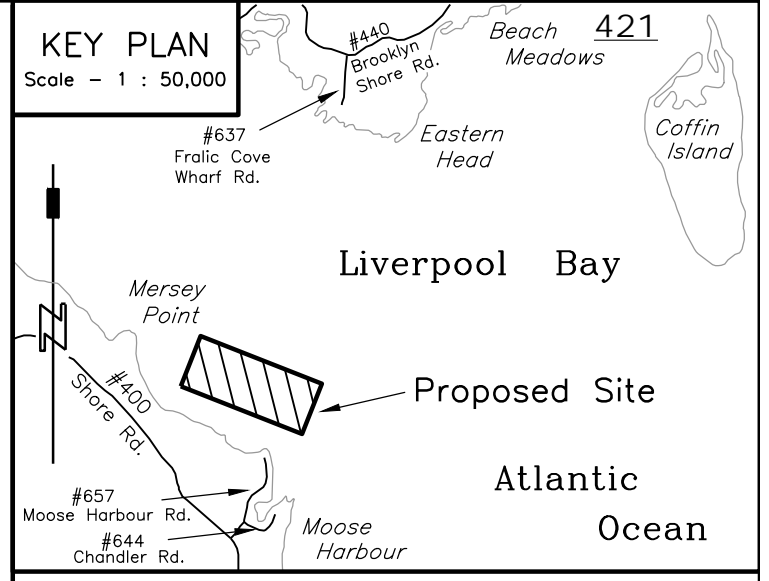 KEY PLAN
Scale - 1 : 50,000
#440
Brooklyn
Shore Rd.
Beach
Meadows
421
#637
Fralic Cove
Wharf Rd.
Eastern
Head
Coffin
Island
Liverpool Bay
Mersey
Point
N
#400
Shore Rd.
Proposed Site
Atlantic
Ocean
#657
Moose Harbour Rd.
#644
Chandler Rd.
Moose
Harbour